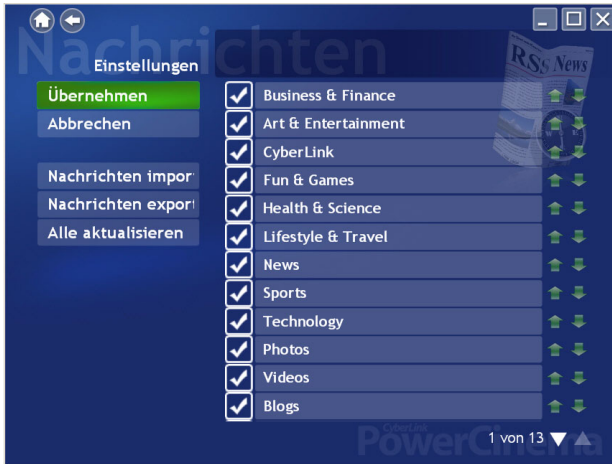 Nachrichten
Einstellungen
RSS News
Übernehmen
Abbrechen
Nachrichten impor
Nachrichten export
Alle aktualisieren
Business & Finance
Art & Entertainment
CyberLink
Fun & Games
Health & Science
Lifestyle & Travel
News
Sports
Technology
Photos
Videos
Blogs
1 von 13
CyberLink
PowerCinema